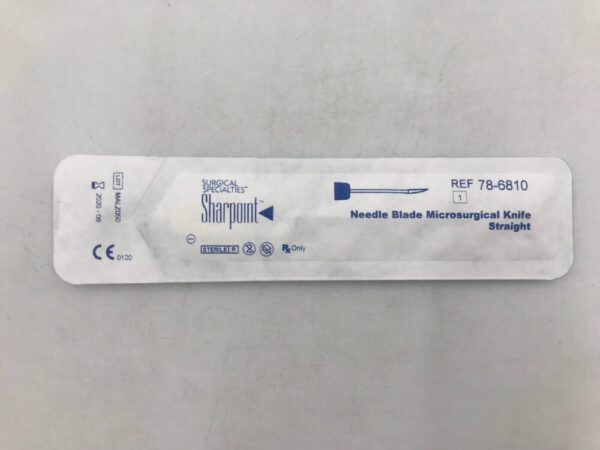 LOT MALZ050
2020-08
CE 0120
SURGICAL
SPECIALTIES™
Sharpoint™
STERILE R
Rx Only
REF 78-6810
1
Needle Blade Microsurgical Knife
Straight